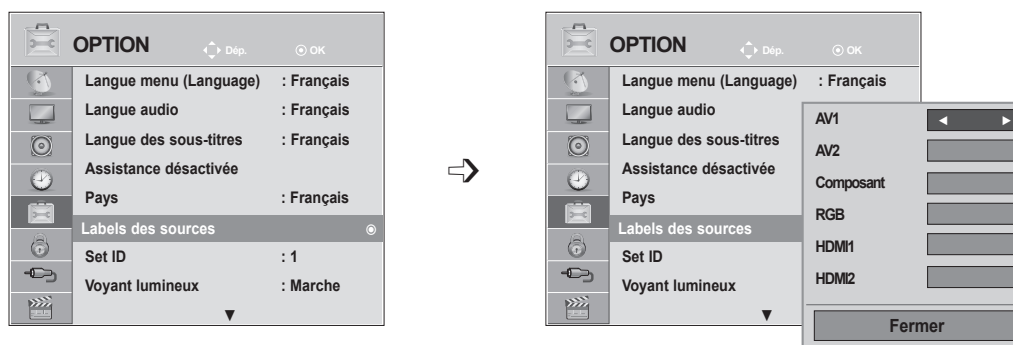 OPTION Dép. OK
Langue menu (Language) : Français
Langue audio : Français
Langue des sous-titres : Français
Assistance désactivée
Pays : Français
Labels des sources
Set ID : 1
Voyant lumineux : Marche
OPTION Dép. OK
Langue menu (Language) : Français
Langue audio
Langue des sous-titres
Assistance désactivée
Pays
Labels des sources
Set ID
Voyant lumineux
AV1
AV2
Composant
RGB
HDMI1
HDMI2
Fermer